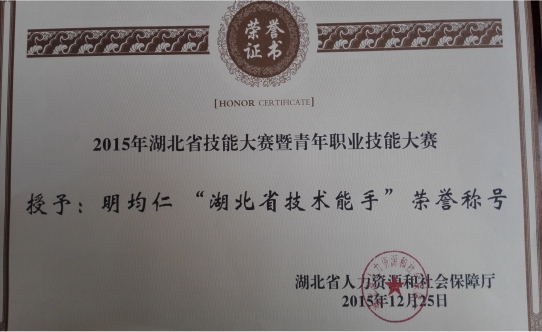 荣誉
证书
[HONOR CERTIFICATE]
2015年湖北省技能大赛暨青年职业技能大赛
授予：明均仁 “湖北省技术能手” 荣誉称号
湖北省人力资源和社会保障厅
2015年12月25日